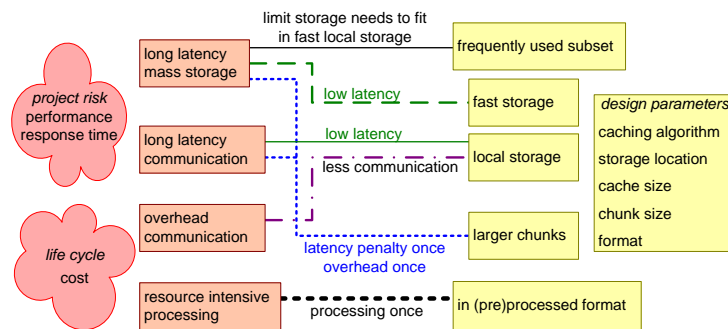 limit storage needs to fit
in fast local storage
long latency
mass storage
frequently used subset
project risk
performance
response time
low latency
fast storage
design parameters
caching algorithm
storage location
cache size
chunk size
format
long latency
communication
low latency
less communication
local storage
overhead
communication
life cycle
cost
latency penalty once
overhead once
larger chunks
resource intensive
processing
processing once
in (pre)processed format